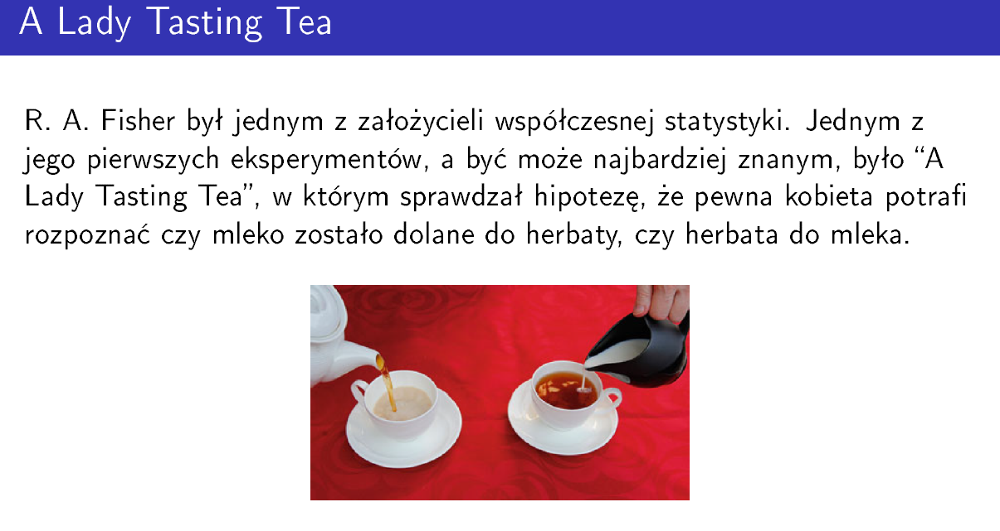 A Lady Tasting Tea
R. A. Fisher był jednym z założycieli współczesnej statystyki. Jednym z
jego pierwszych eksperymentów, a być może najbardziej znanym, było “A
Lady Tasting Tea”, w którym sprawdzał hipotezę, że pewna kobieta potrafi
rozpoznać czy mleko zostało dolane do herbaty, czy herbata do mleka.